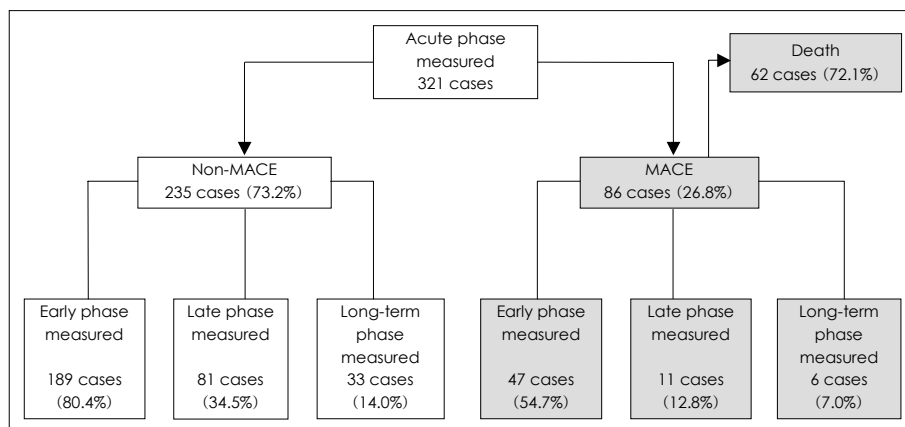 Acute phase
measured
321 cases
Death
62 cases (72.1%)
Non-MACE
235 cases (73.2%)
MACE
86 cases (26.8%)
Early phase
measured
189 cases
(80.4%)
Late phase
measured
81 cases
(34.5%)
Long-term
phase
measured
33 cases
(14.0%)
Early phase
measured
47 cases
(54.7%)
Late phase
measured
11 cases
(12.8%)
Long-term
phase
measured
6 cases
(7.0%)